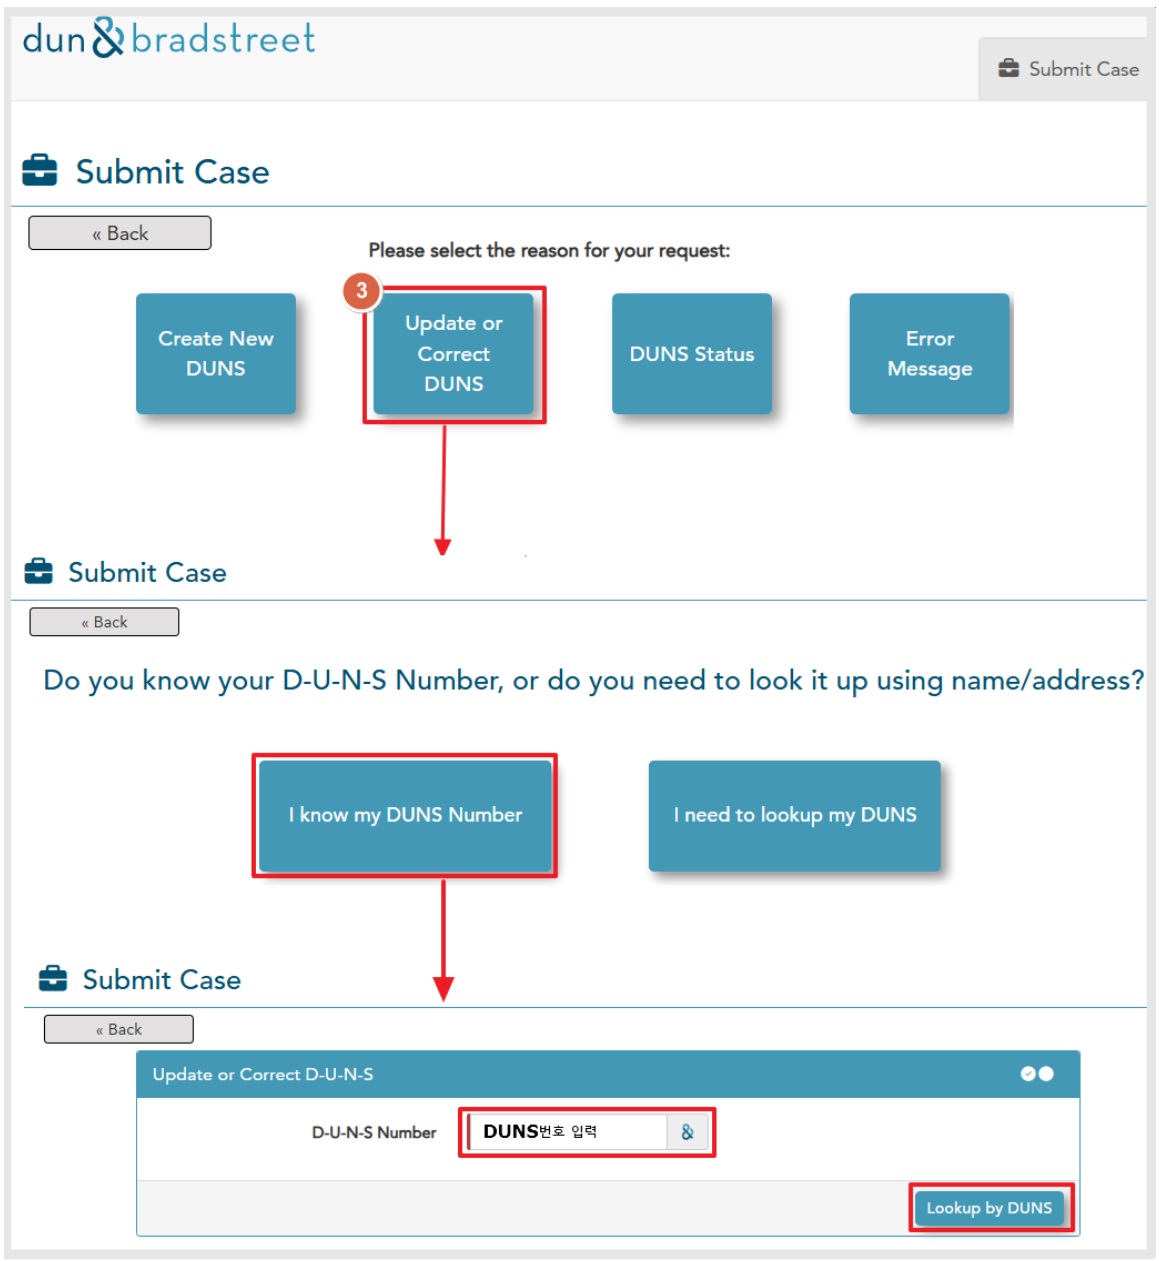 dun & bradstreet
Submit Case
Submit Case
« Back
Please select the reason for your request:
3
Create New
DUNS
Update or
Correct
DUNS
DUNS Status
Error
Message
Submit Case
« Back
Do you know your D-U-N-S Number, or do you need to look it up using name/address?
I know my DUNS Number
I need to lookup my DUNS
Submit Case
« Back
Update or Correct D-U-N-S
D-U-N-S Number
DUNS번호 입력
&
Lookup by DUNS